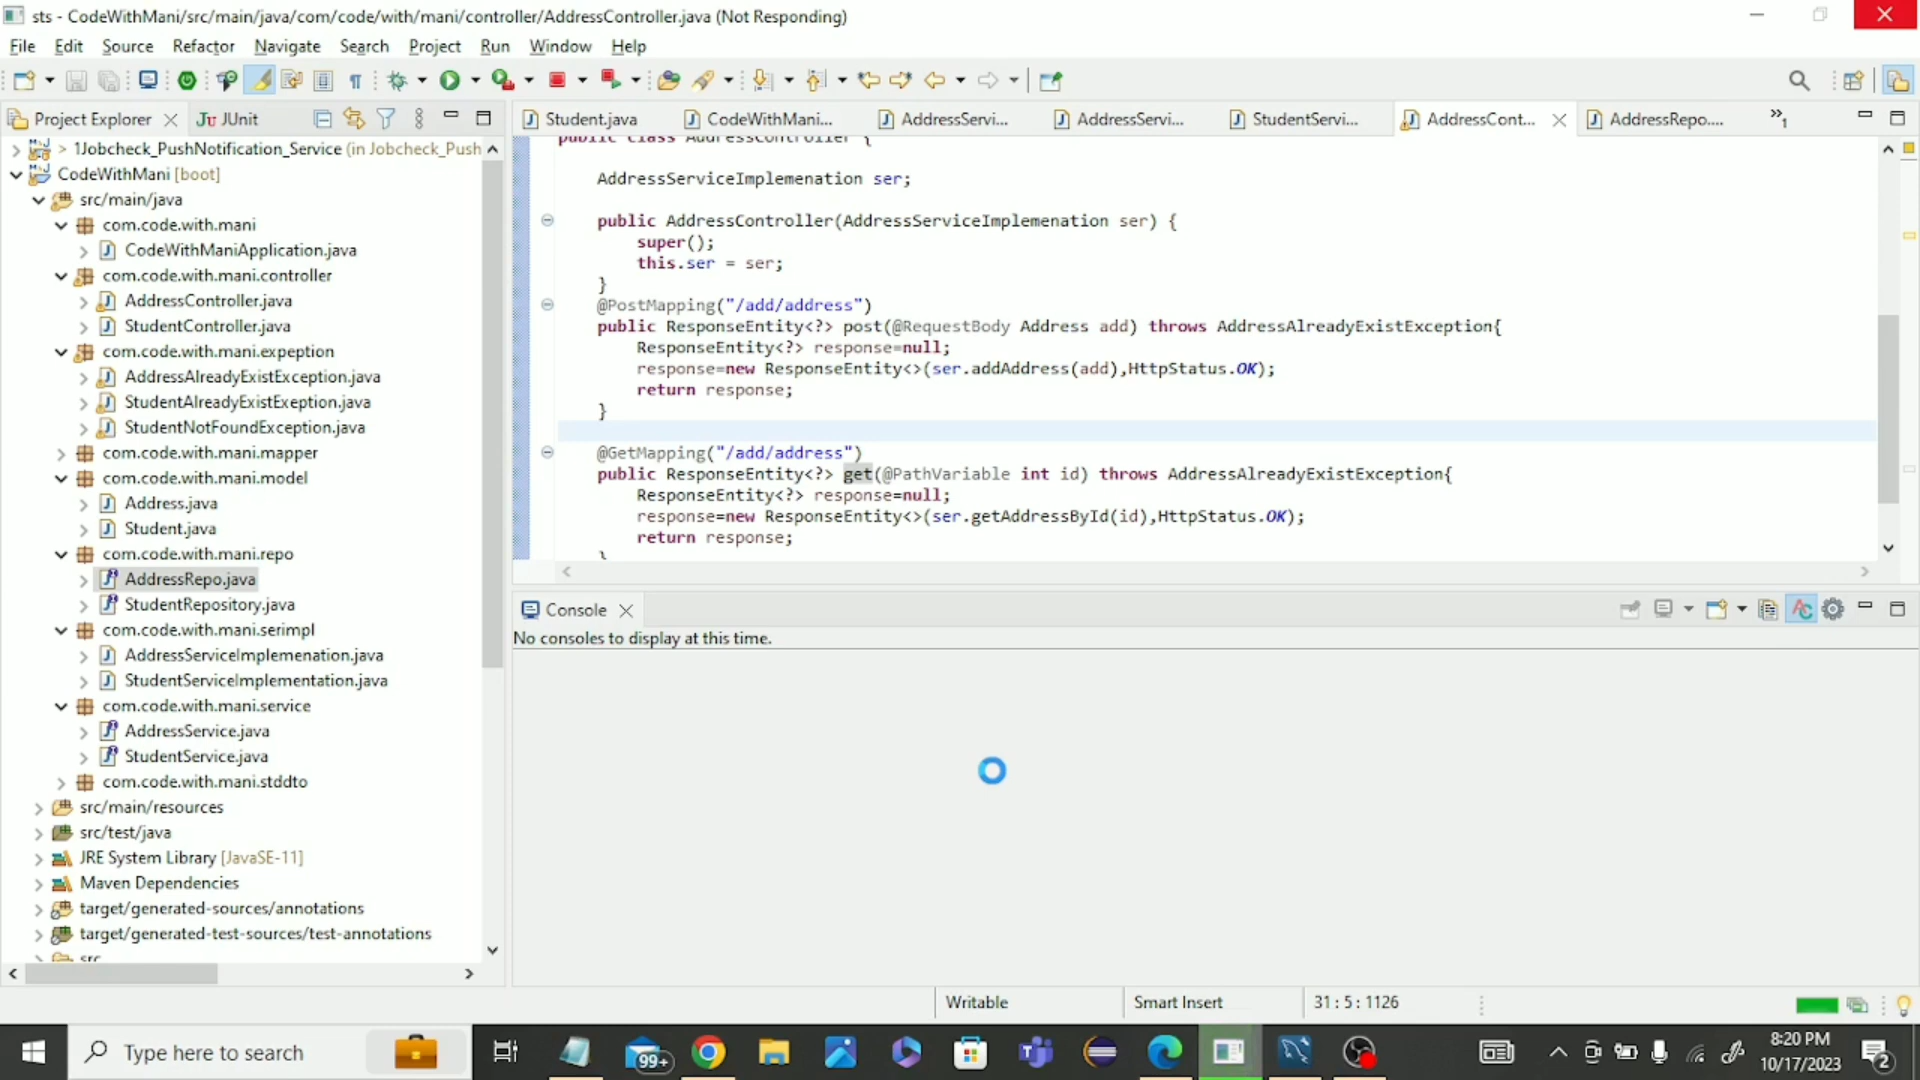 sts - CodeWithMani/src/main/java/com/code/with/mani/controller/AddressController.java (Not Responding)
File Edit Source Refactor Navigate Search Project Run Window Help
Project Explorer
JUnit
> 1Jobcheck_PushNotification_Service (in Jobcheck_Push
CodeWithMani [boot]
src/main/java
com.code.with.mani
CodeWithManiApplication.java
com.code.with.mani.controller
AddressController.java
StudentController.java
com.code.with.mani.expeption
AddressAlreadyExistException.java
StudentAlreadyExistExeption.java
StudentNotFoundException.java
com.code.with.mani.mapper
com.code.with.mani.model
Address.java
Student.java
com.code.with.mani.repo
AddressRepo.java
StudentRepository.java
com.code.with.mani.serimpl
AddressServiceImplemenation.java
StudentServiceImplementation.java
com.code.with.mani.service
AddressService.java
StudentService.java
com.code.with.mani.stddto
src/main/resources
src/test/java
JRE System Library [JavaSE-11]
Maven Dependencies
target/generated-sources/annotations
target/generated-test-sources/test-annotations
src
Student.java CodeWithMani... AddressServi... AddressServi... StudentServi... AddressCont... AddressRepo.... »1
public class AddressController {
AddressServiceImplemenation ser;
public AddressController(AddressServiceImplemenation ser) {
super();
this.ser = ser;
}
@PostMapping("/add/address")
public ResponseEntity<?> post(@RequestBody Address add) throws AddressAlreadyExistException{
ResponseEntity<?> response=null;
response=new ResponseEntity<>(ser.addAddress(add),HttpStatus.OK);
return response;
}
@GetMapping("/add/address")
public ResponseEntity<?> get(@PathVariable int id) throws AddressAlreadyExistException{
ResponseEntity<?> response=null;
response=new ResponseEntity<>(ser.getAddressById(id),HttpStatus.OK);
return response;
}
Console
No consoles to display at this time.
Writable
Smart Insert
31 : 5 : 1126
Type here to search
99+
8:20 PM
10/17/2023
2